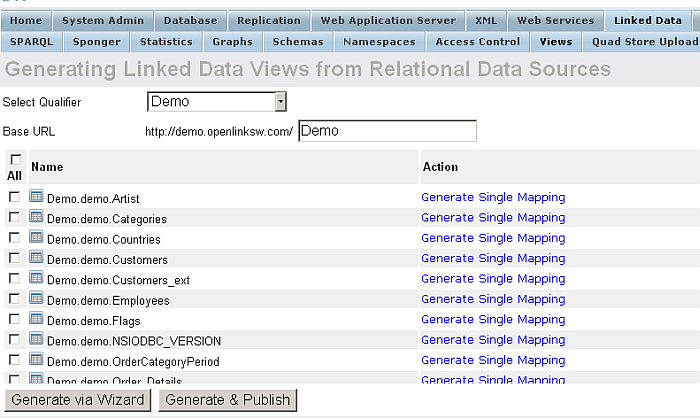 Home System Admin Database Replication Web Application Server XML Web Services Linked Data
SPARQL Sponger Statistics Graphs Schemas Namespaces Access Control Views Quad Store Upload
Generating Linked Data Views from Relational Data Sources
Select Qualifier Demo
Base URL http://demo.openlinksw.com/ Demo
All Name Action
Demo.demo.Artist Generate Single Mapping
Demo.demo.Categories Generate Single Mapping
Demo.demo.Countries Generate Single Mapping
Demo.demo.Customers Generate Single Mapping
Demo.demo.Customers_ext Generate Single Mapping
Demo.demo.Employees Generate Single Mapping
Demo.demo.Flags Generate Single Mapping
Demo.demo.NSIODBC_VERSION Generate Single Mapping
Demo.demo.OrderCategoryPeriod Generate Single Mapping
Demo.demo.Order_Details Generate Single Mapping
Generate via Wizard Generate & Publish